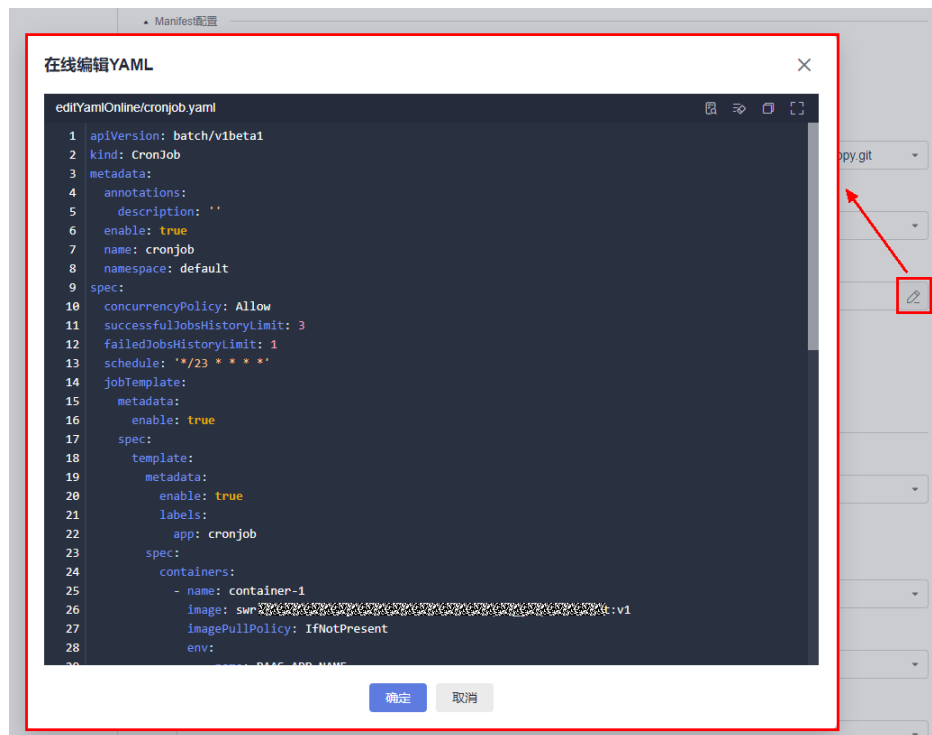 Manifest配置
在线编辑YAML
editYamlOnline/cronjob.yaml
1 apiVersion: batch/v1beta1
2 kind: CronJob
3 metadata:
4 annotations:
5 description: ''
6 enable: true
7 name: cronjob
8 namespace: default
9 spec:
10 concurrencyPolicy: Allow
11 successfulJobsHistoryLimit: 3
12 failedJobsHistoryLimit: 1
13 schedule: '*/23 * * * *'
14 jobTemplate:
15 metadata:
16 enable: true
17 spec:
18 template:
19 metadata:
20 enable: true
21 labels:
22 app: cronjob
23 spec:
24 containers:
25 - name: container-1
26 image: swr t:v1
27 imagePullPolicy: IfNotPresent
28 env:
29 name: PAAS_APP_NAME
opy.git
确定
取消